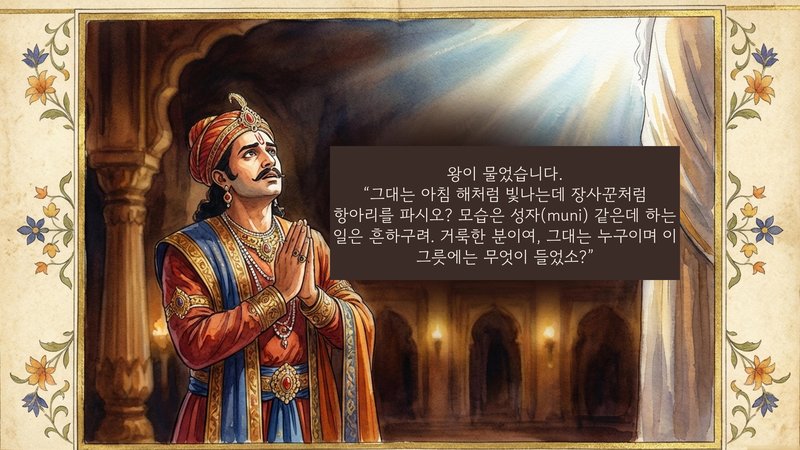 왕이 물었습니다.
“그대는 아침 해처럼 빛나는데 장사꾼처럼
항아리를 파시오? 모습은 성자(muni) 같은데 하는
일은 흔하구려. 거룩한 분이여, 그대는 누구이며 이
그릇에는 무엇이 들었소?”